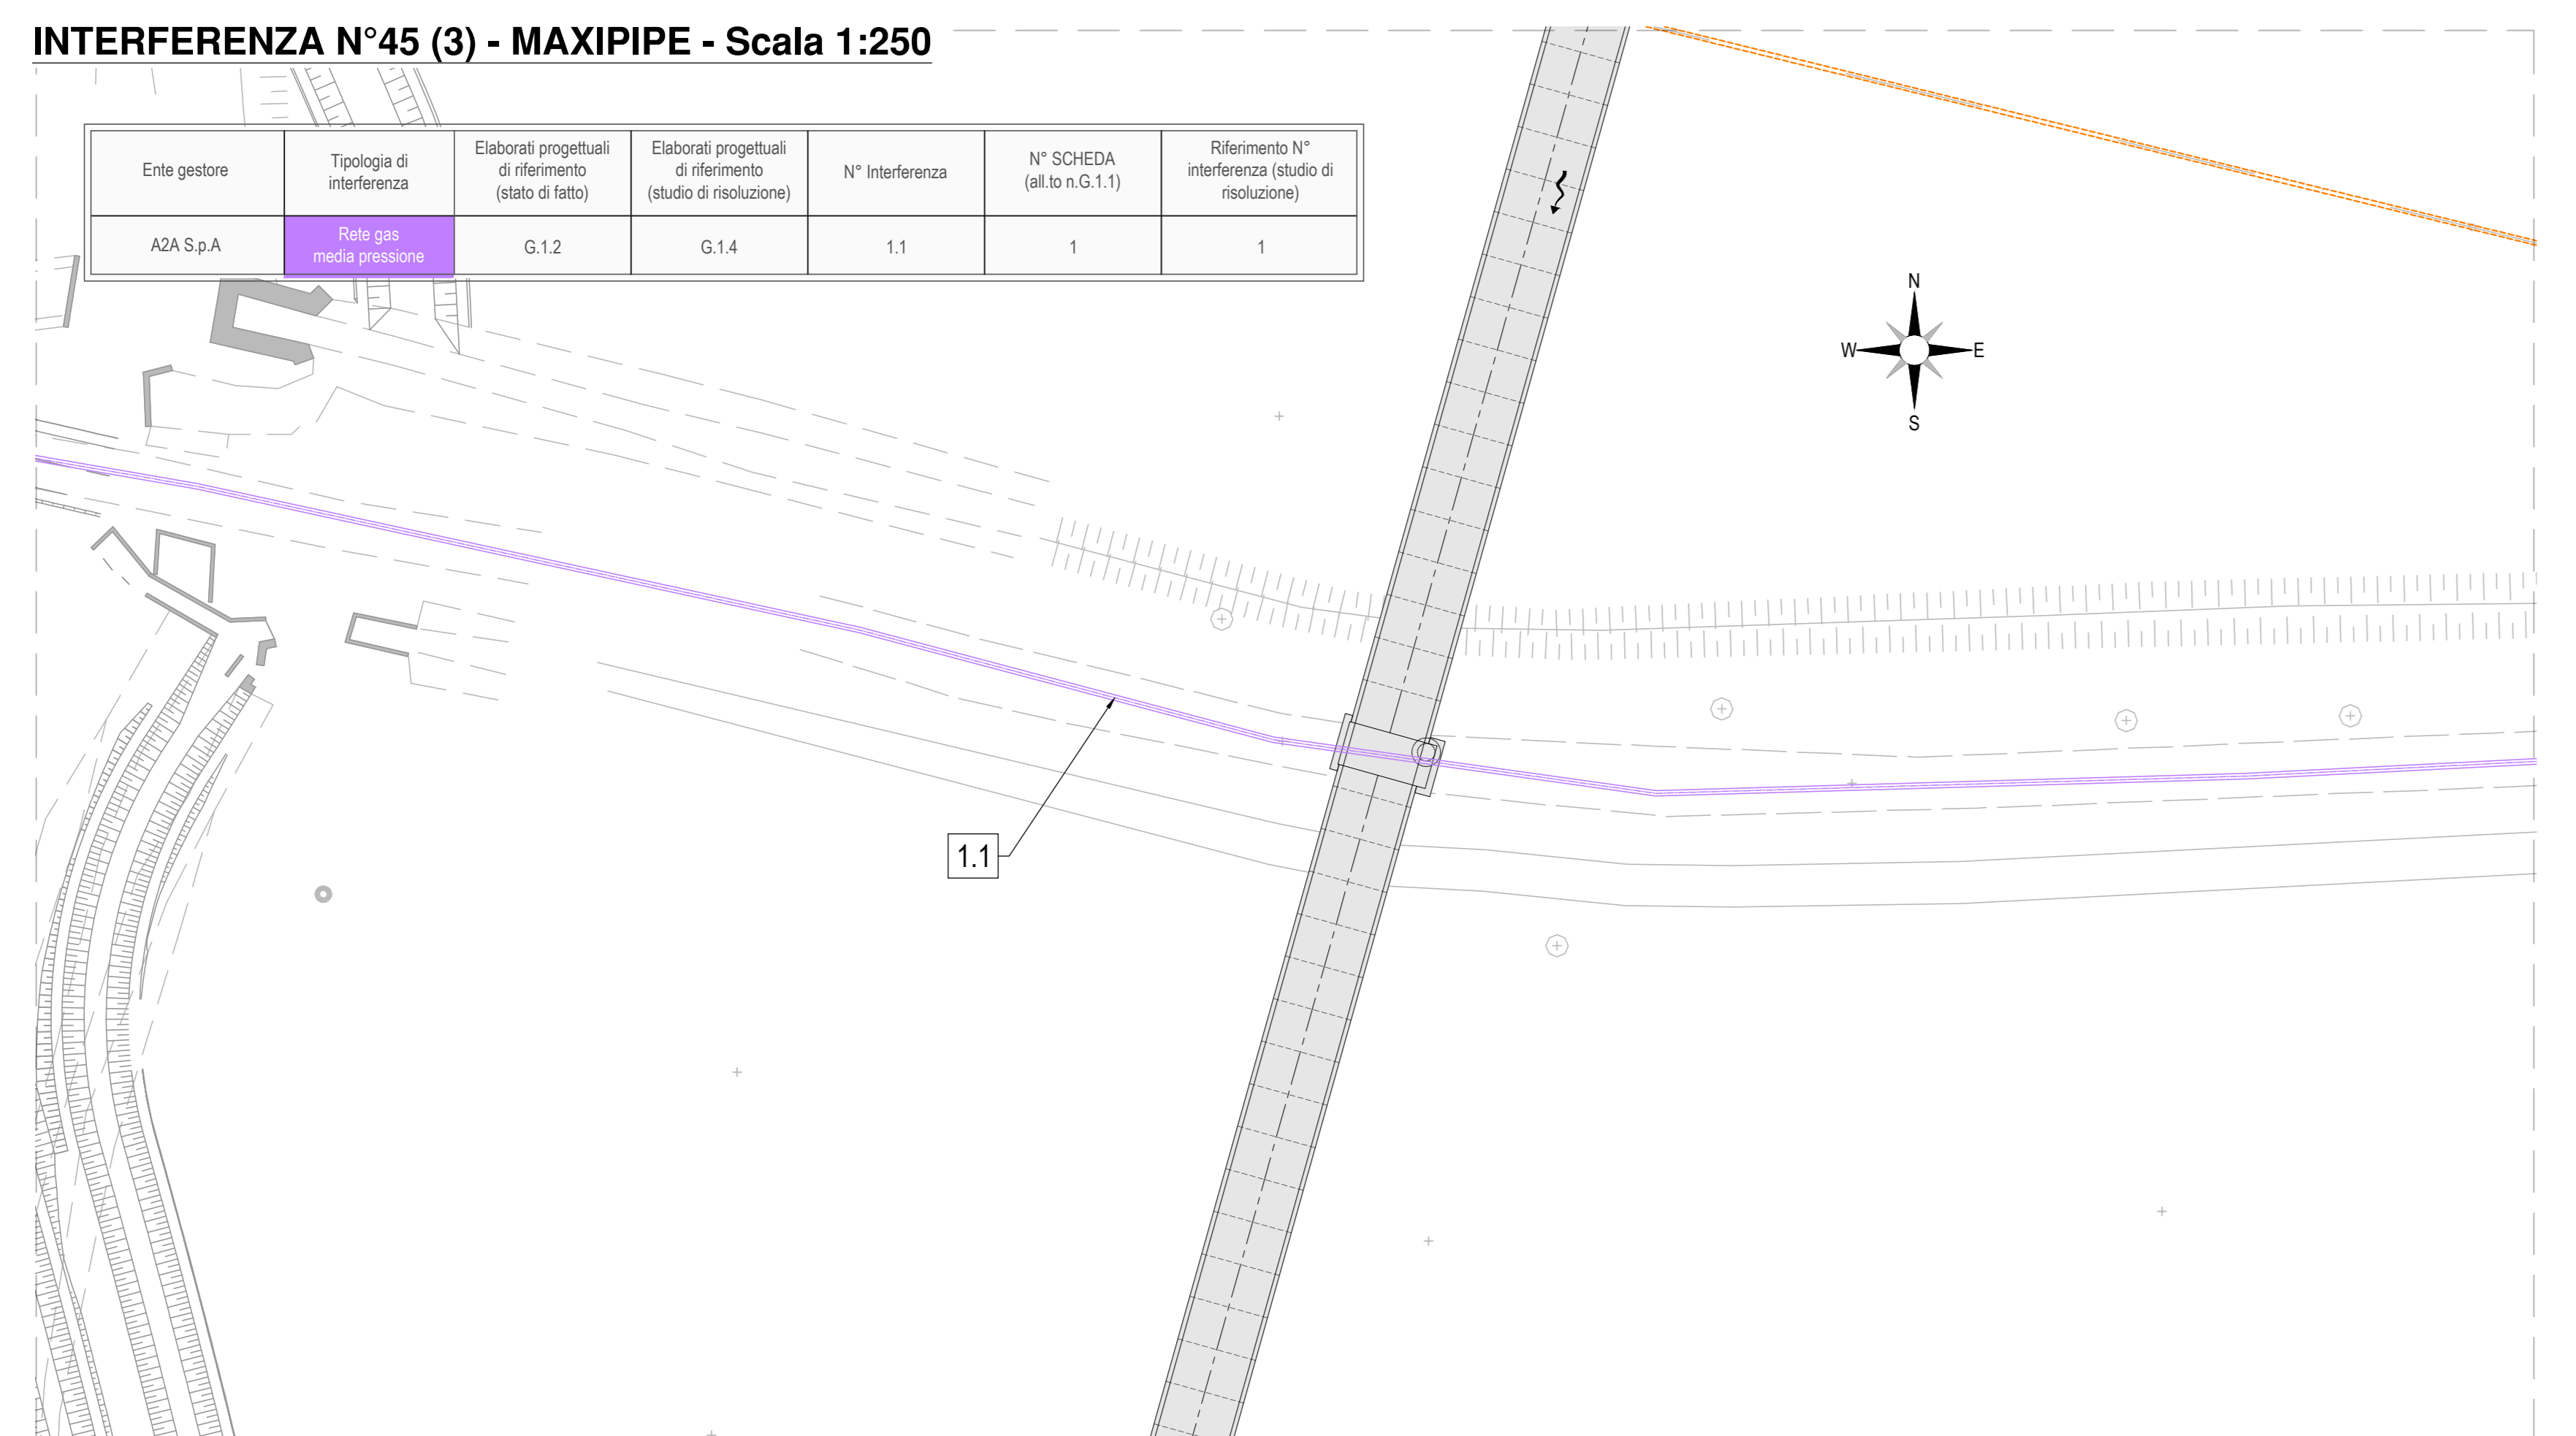 INTERFERENZA N°45 (3) - MAXIPIPE - Scala 1:250
Ente gestore
Tipologia di
interferenza
Elaborati progettuali
di riferimento
(stato di fatto)
Elaborati progettuali
di riferimento
(studio di risoluzione)
N° Interferenza
N° SCHEDA
(all.to n.G.1.1)
Riferimento N°
interferenza (studio di
risoluzione)
A2A S.p.A
Rete gas
media pressione
G.1.2
G.1.4
1.1
1
1
N
W
E
S
1.1